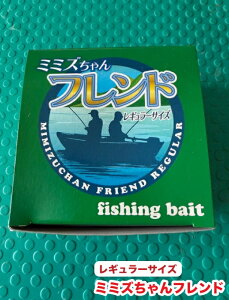 ミミズちゃん
フレンド
レギュラーサイズ
MIMIZUCHAN FRIEND REGULAR
fishing bait
レギュラーサイズ
ミミズちゃんフレンド